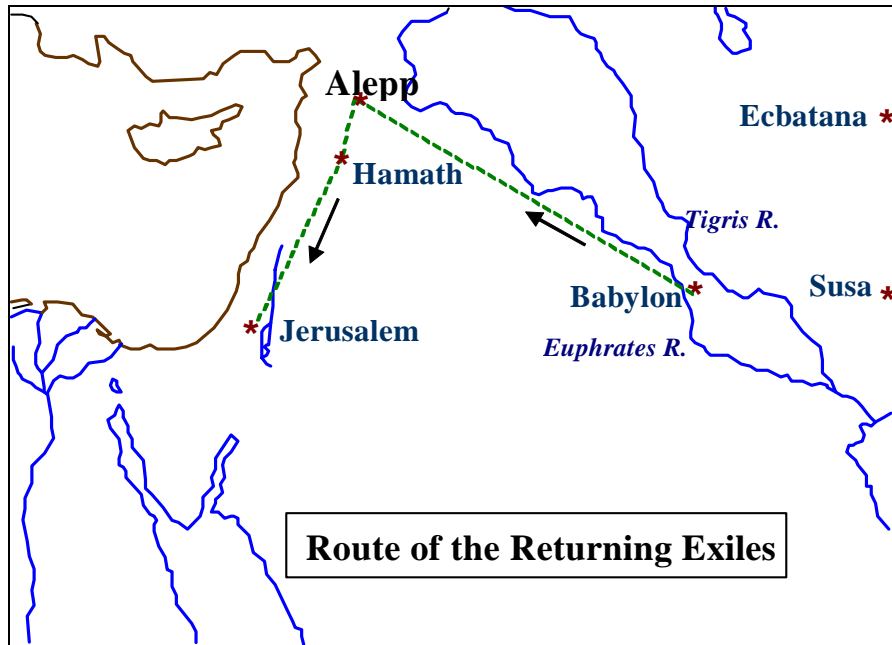 Alepp
Ecbatana
Hamath
Tigris R.
Babylon
Susa
Jerusalem
Euphrates R.
Route of the Returning Exiles